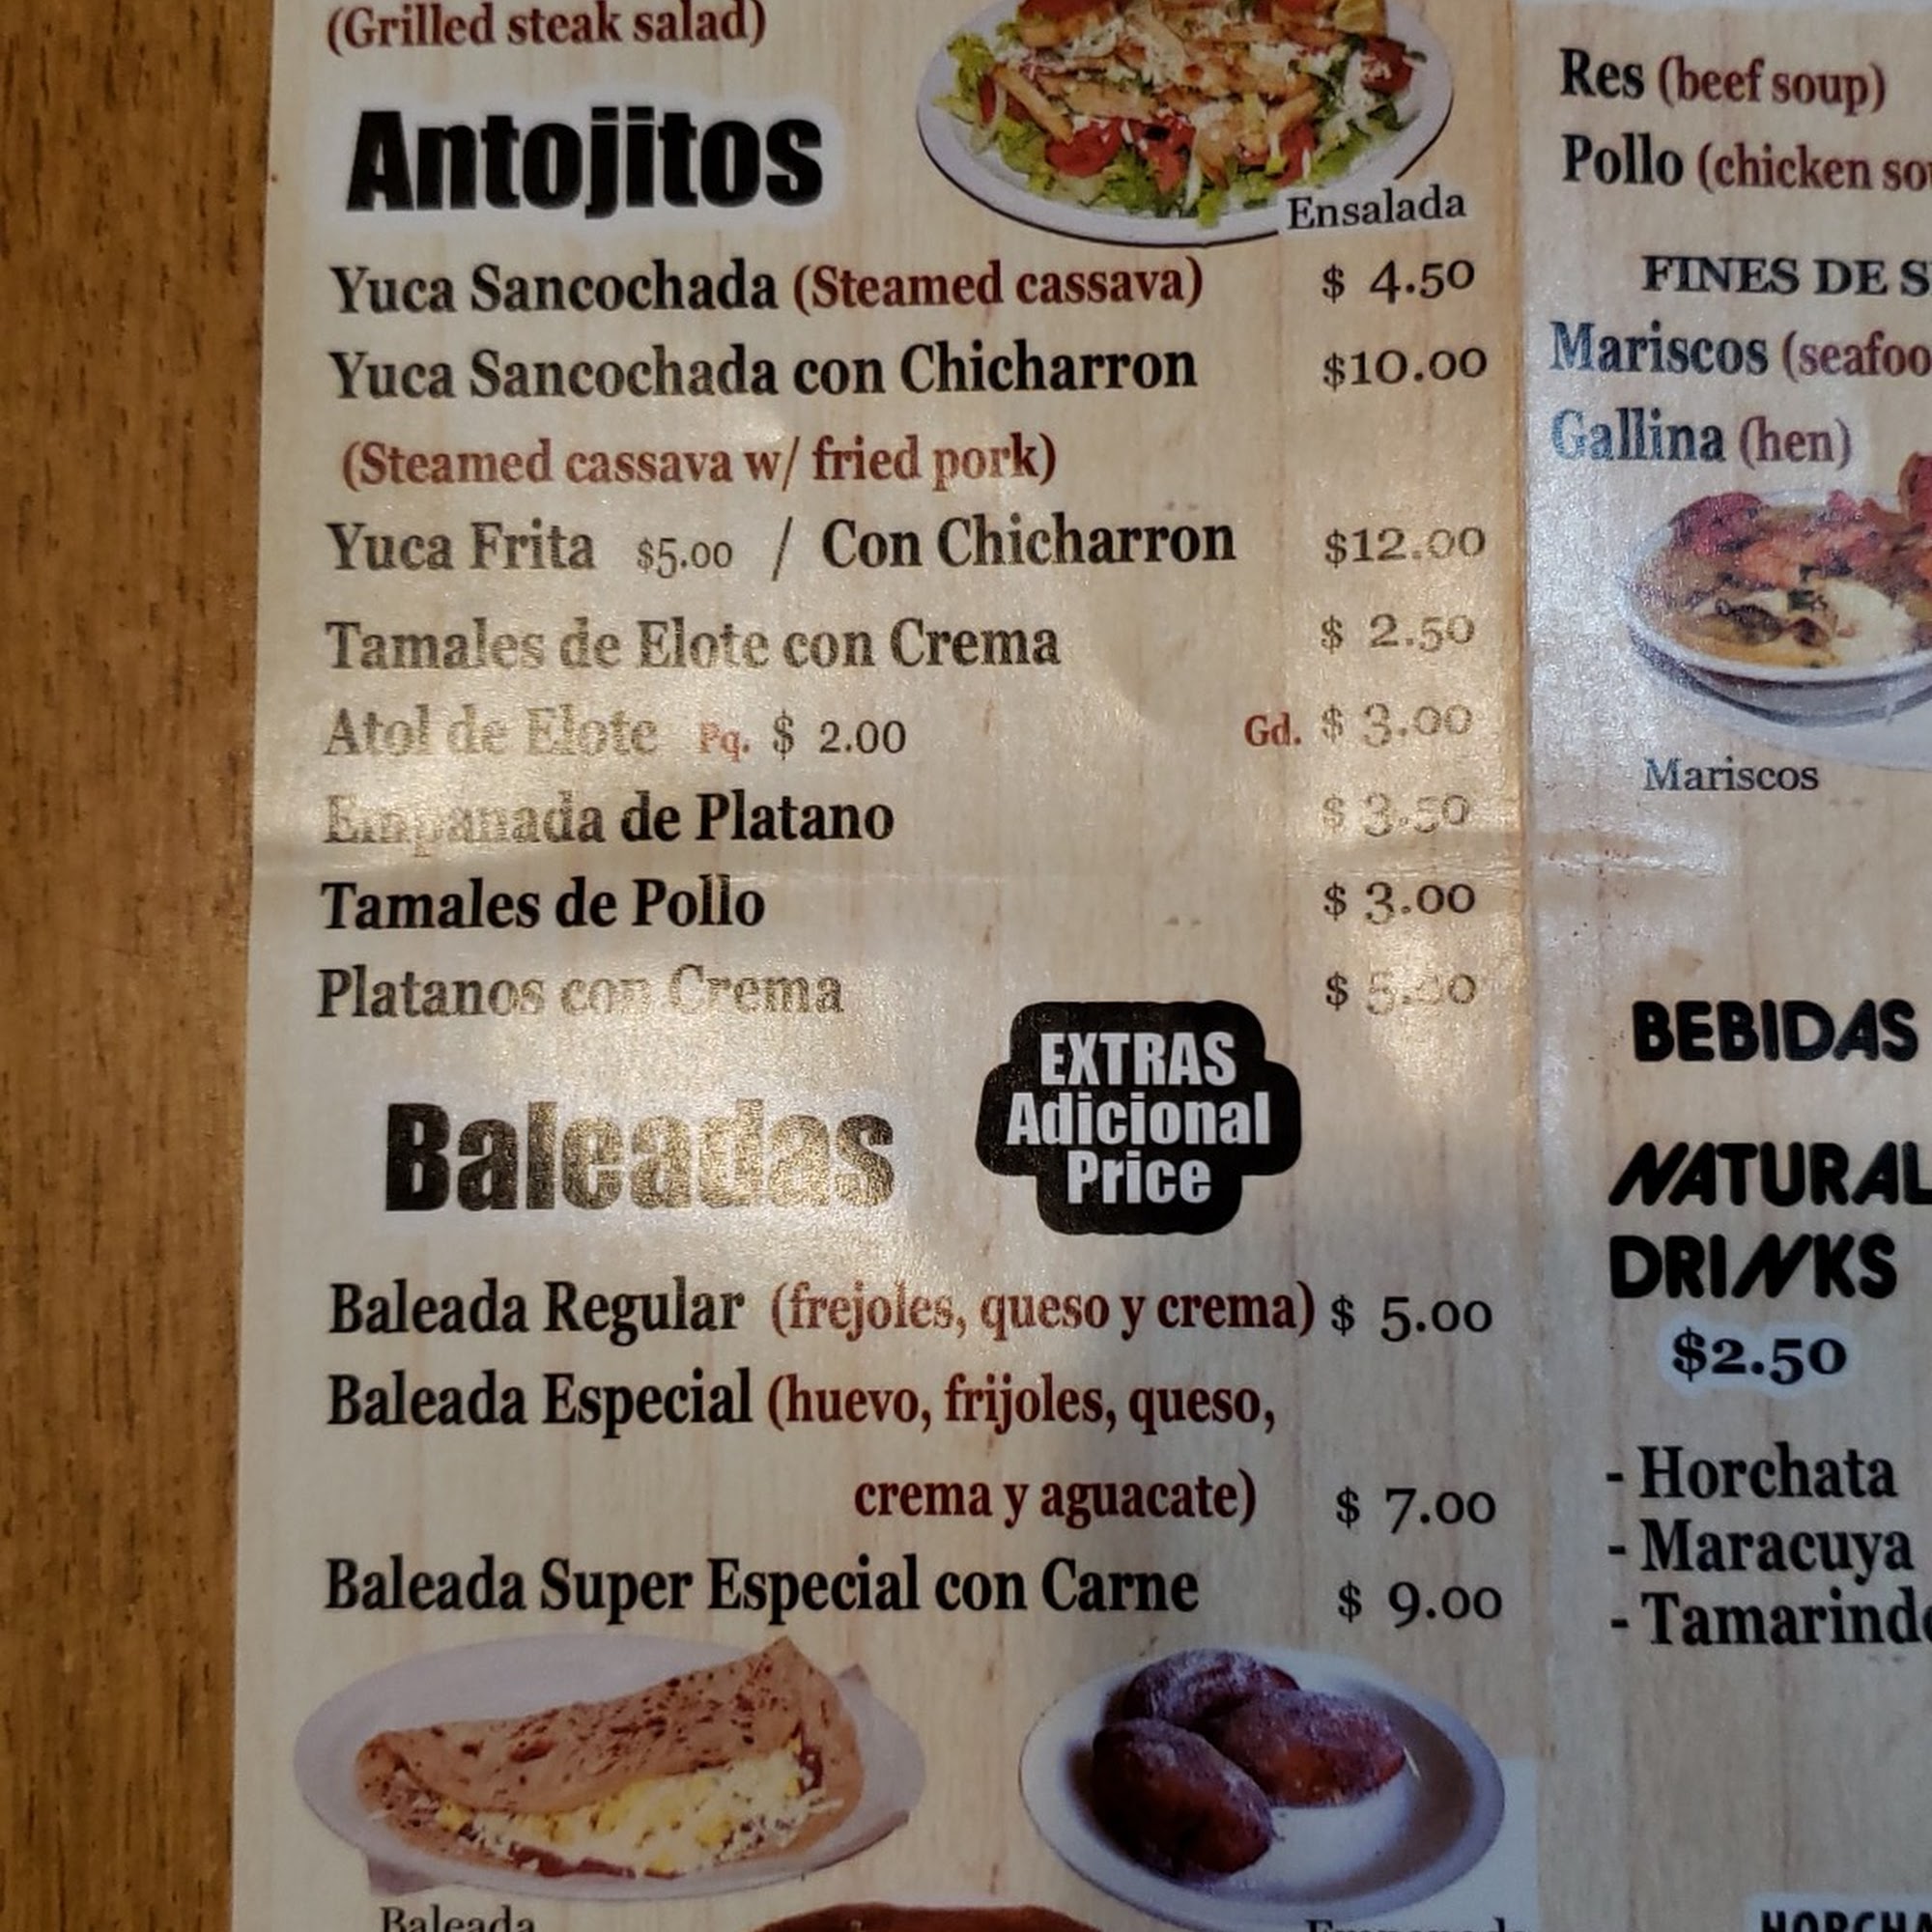 (Grilled steak salad)
Antojitos
Ensalada
Yuca Sancochada (Steamed cassava) $ 4.50
Yuca Sancochada con Chicharron $10.00
(Steamed cassava w/ fried pork)
Yuca Frita $5.00 / Con Chicharron $12.00
Tamales de Elote con Crema $ 2.50
Atol de Elote Pq. $ 2.00 Gd. $ 3.00
Empanada de Platano $ 3.50
Tamales de Pollo $ 3.00
Platanos con Crema $
EXTRAS
Adicional
Price
Baleadas
Baleada Regular (frejoles, queso y crema) $ 5.00
Baleada Especial (huevo, frijoles, queso,
crema y aguacate) $ 7.00
Baleada Super Especial con Carne $ 9.00
Baleada
Res (beef soup)
Pollo (chicken
FINES DE
Mariscos
Gallina (hen)
Mariscos
BEBIDAS
NATURAL
DRINKS
$2.50
- Horchata
- Maracuya
- Tamarindo